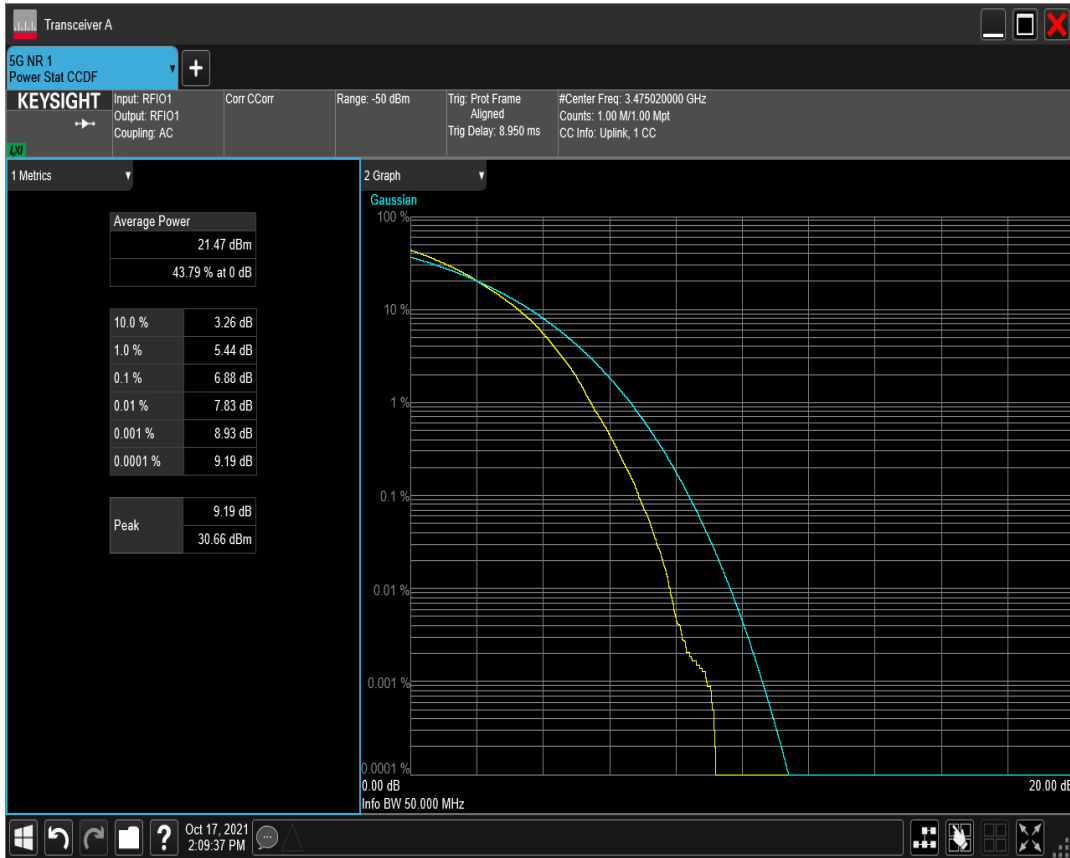 Transceiver A
5G NR 1
Power Stat CCDF
KEYSIGHT
LXI
Input: RFIO1
Output: RFIO1
Coupling: AC
Corr CCorr
Range: -50 dBm
Trig: Prot Frame
Aligned
Trig Delay: 8.950 ms
#Center Freq: 3.475020000 GHz
Counts: 1.00 M/1.00 Mpt
CC Info: Uplink, 1 CC
1 Metrics
Average Power
21.47 dBm
43.79 % at 0 dB
10.0 % 3.26 dB
1.0 % 5.44 dB
0.1 % 6.88 dB
0.01 % 7.83 dB
0.001 % 8.93 dB
0.0001 % 9.19 dB
Peak
9.19 dB
30.66 dBm
2 Graph
Gaussian
100 %
10 %
1 %
0.1 %
0.01 %
0.001 %
0.0001 %
0.00 dB 20.00 dB
Info BW 50.000 MHz
Oct 17, 2021
2:09:37 PM